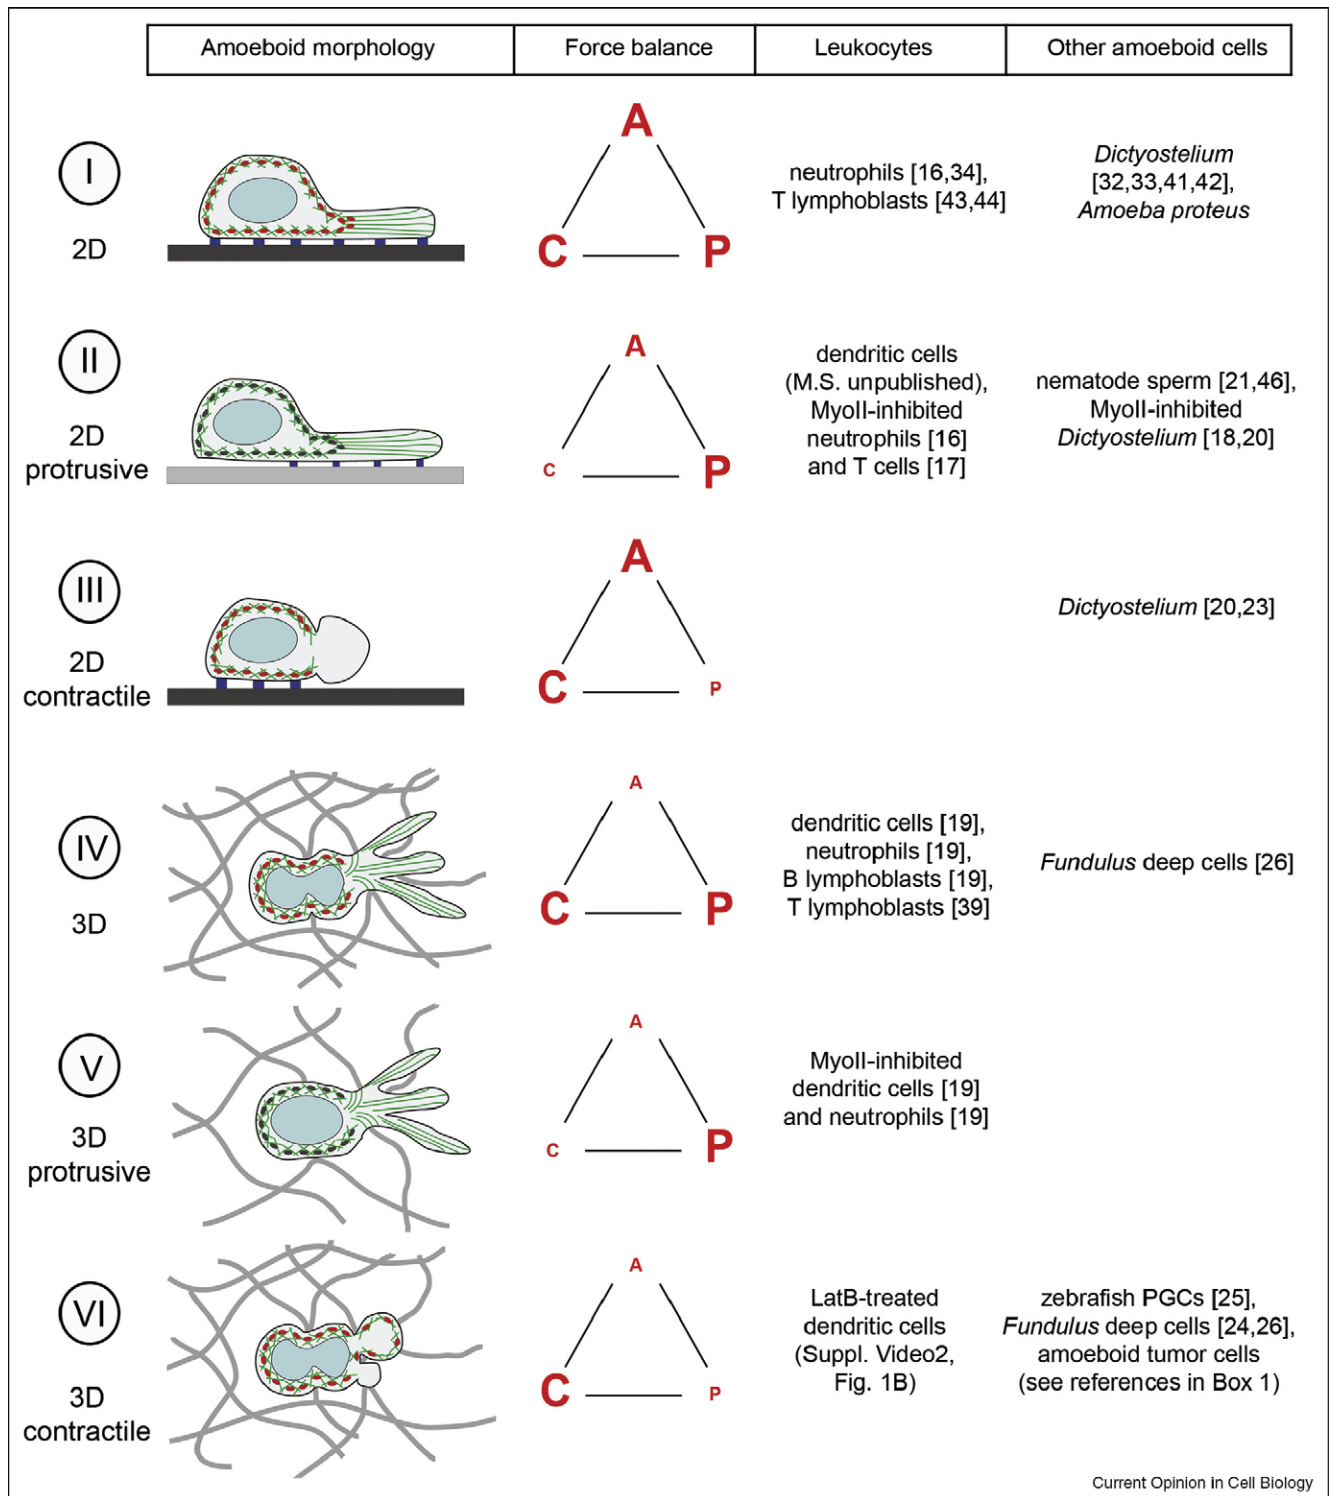 Amoeboid morphology Force balance Leukocytes Other amoeboid cells
I
2D
A
C P
neutrophils [16,34],
T lymphoblasts [43,44]
Dictyostelium
[32,33,41,42],
Amoeba proteus
II
2D
protrusive
A
C P
dendritic cells
(M.S. unpublished),
MyoII-inhibited
neutrophils [16]
and T cells [17]
nematode sperm [21,46],
MyoII-inhibited
Dictyostelium [18,20]
III
2D
contractile
A
C P
Dictyostelium [20,23]
IV
3D
A
C P
dendritic cells [19],
neutrophils [19],
B lymphoblasts [19],
T lymphoblasts [39]
Fundulus deep cells [26]
V
3D
protrusive
A
C P
MyoII-inhibited
dendritic cells [19]
and neutrophils [19]
VI
3D
contractile
A
C P
LatB-treated
dendritic cells
(Suppl. Video2,
Fig. 1B)
zebrafish PGCs [25],
Fundulus deep cells [24,26],
amoeboid tumor cells
(see references in Box 1)
Current Opinion in Cell Biology